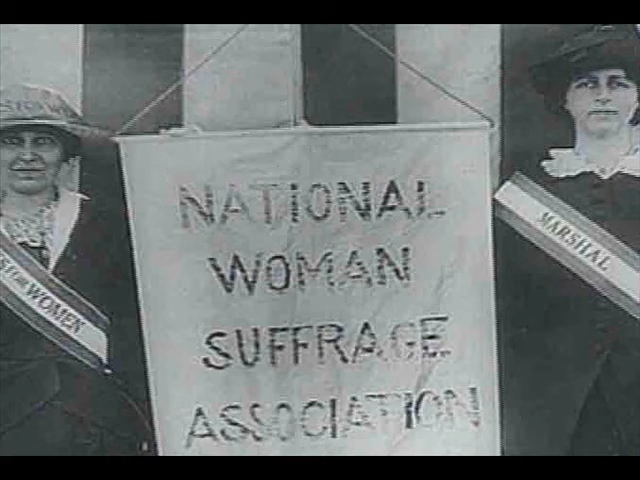 NATIONAL
WOMAN
SUFFRAGE
ASSOCIATION
WOMEN
MARSHAL